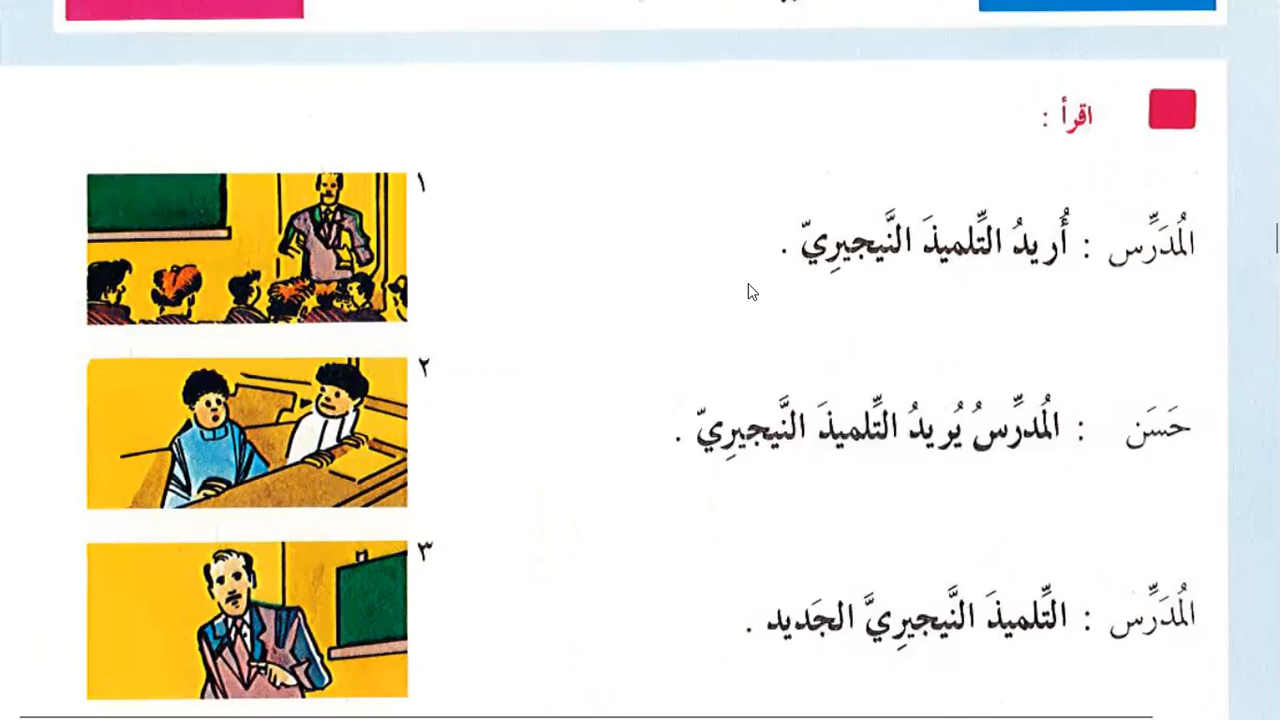 اقرأ :
١
المُدَرِّس : أُريدُ التِّلميذَ النَّيجيرِيّ .
٢
حَسَن : المُدرِّسُ يُريدُ التِّلميذَ النَّيجيرِيّ .
٣
المُدَرِّس : التِّلميذَ النَّيجيرِيَّ الجَديد .